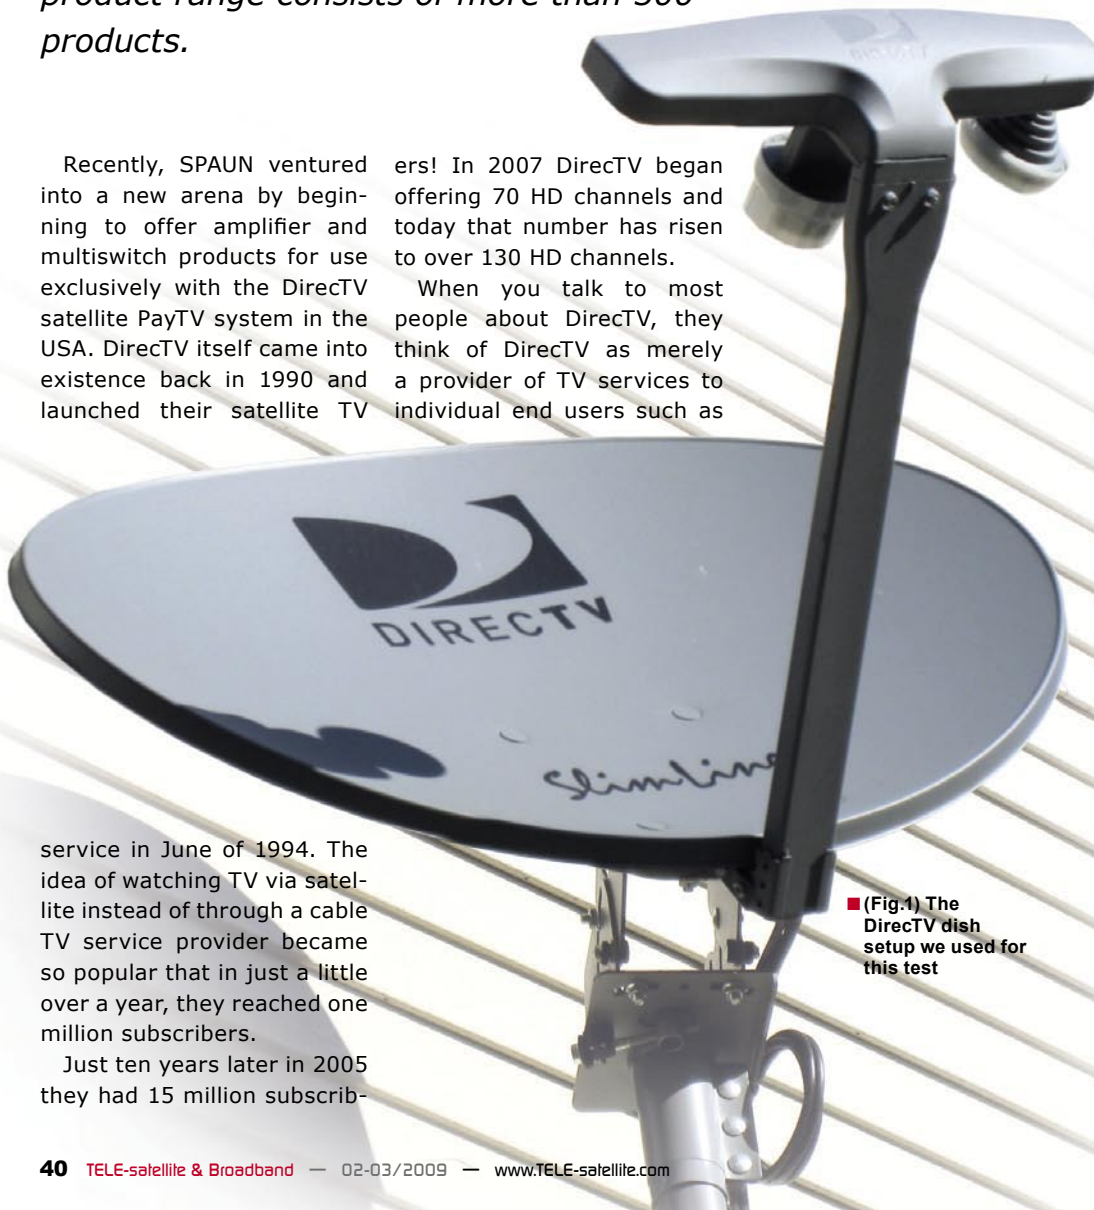 products.
Recently, SPAUN ventured
into a new arena by begin-
ning to offer amplifier and
multiswitch products for use
exclusively with the DirecTV
satellite PayTV system in the
USA. DirecTV itself came into
existence back in 1990 and
launched their satellite TV
service in June of 1994. The
idea of watching TV via satel-
lite instead of through a cable
TV service provider became
so popular that in just a little
over a year, they reached one
million subscribers.
Just ten years later in 2005
they had 15 million subscrib-
ers! In 2007 DirecTV began
offering 70 HD channels and
today that number has risen
to over 130 HD channels.
When you talk to most
people about DirecTV, they
think of DirecTV as merely
a provider of TV services to
individual end users such as
DIRECTV
SlimLine
■ (Fig.1) The
DirecTV dish
setup we used for
this test
40 TELE-satellite & Broadband — 02-03/2009 — www.TELE-satellite.com